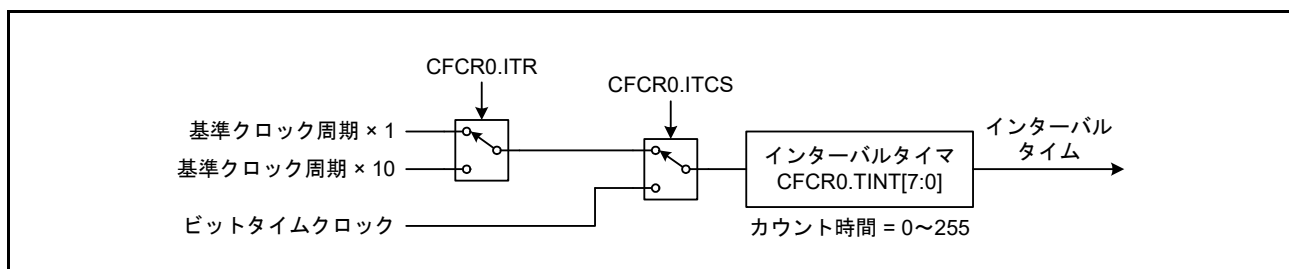 CFCR0.ITR
CFCR0.ITCS
基準クロック周期 × 1
基準クロック周期 × 10
ビットタイムクロック
インターバルタイマ
CFCR0.TINT[7:0]
カウント時間 = 0~255
インターバル
タイム